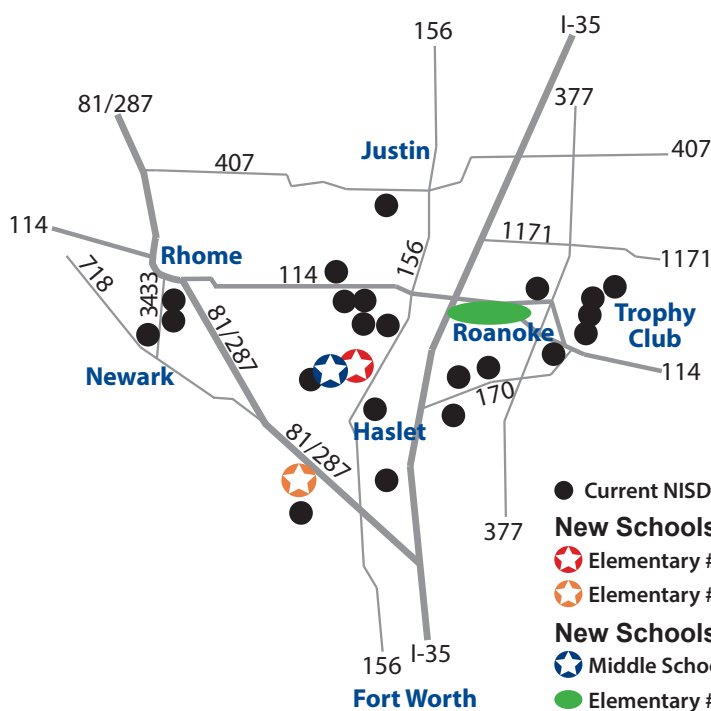 I-35
156
377
81/287
Justin
407
407
114
1171
Rhome
156
1171
718
3433
114
81/287
Roanoke
Trophy
Club
Newark
114
170
Haslet
81/287
Current NISD
New Schools
377
Elementary #
Elementary #
New Schools
I-35
156
Middle Schoo
Fort Worth
Elementary #